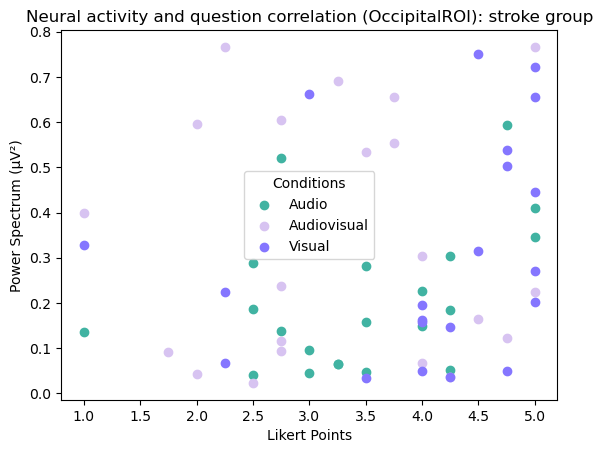 Neural activity and question correlation (OccipitalROI): stroke group
0.8
0.7
0.6
0.5
0.4
0.3
0.2
0.1
0.0
Power Spectrum (µV²)
Conditions
Audio
Audiovisual
Visual
1.0 1.5 2.0 2.5 3.0 3.5 4.0 4.5 5.0
Likert Points